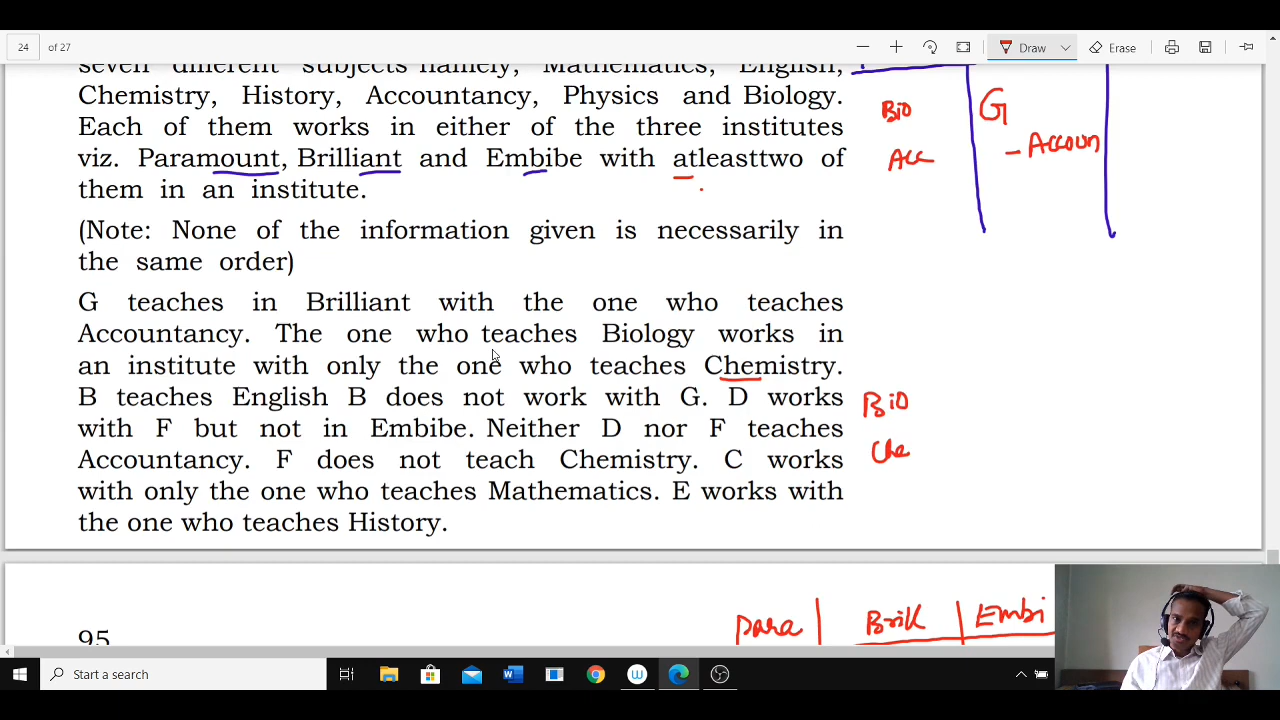 24 of 27
Draw
Erase
seven different subjects namely, Mathematics, English,
Chemistry, History, Accountancy, Physics and Biology.
Each of them works in either of the three institutes
viz. Paramount, Brilliant and Embibe with atleasttwo of
them in an institute.
(Note: None of the information given is necessarily in
the same order)
G teaches in Brilliant with the one who teaches
Accountancy. The one who teaches Biology works in
an institute with only the one who teaches Chemistry.
B teaches English B does not work with G. D works
with F but not in Embibe. Neither D nor F teaches
Accountancy. F does not teach Chemistry. C works
with only the one who teaches Mathematics. E works with
the one who teaches History.
Bio
Acc
G
- Accoun
Bio
Che
95
Para Brill Embi
Start a search